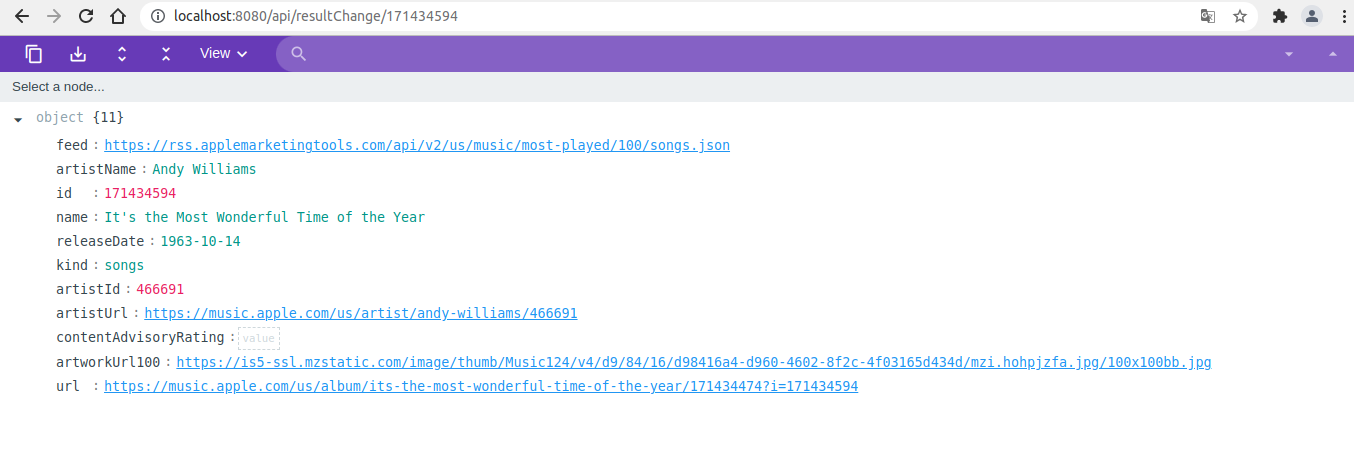 localhost:8080/api/resultChange/171434594
View
Select a node...
object {11}
feed : https://rss.applemarketingtools.com/api/v2/us/music/most-played/100/songs.json
artistName : Andy Williams
id : 171434594
name : It's the Most Wonderful Time of the Year
releaseDate : 1963-10-14
kind : songs
artistId : 466691
artistUrl : https://music.apple.com/us/artist/andy-williams/466691
contentAdvisoryRating : value
artworkUrl100 : https://is5-ssl.mzstatic.com/image/thumb/Music124/v4/d9/84/16/d98416a4-d960-4602-8f2c-4f03165d434d/mzi.hohpjzfa.jpg/100x100bb.jpg
url : https://music.apple.com/us/album/its-the-most-wonderful-time-of-the-year/171434474?i=171434594